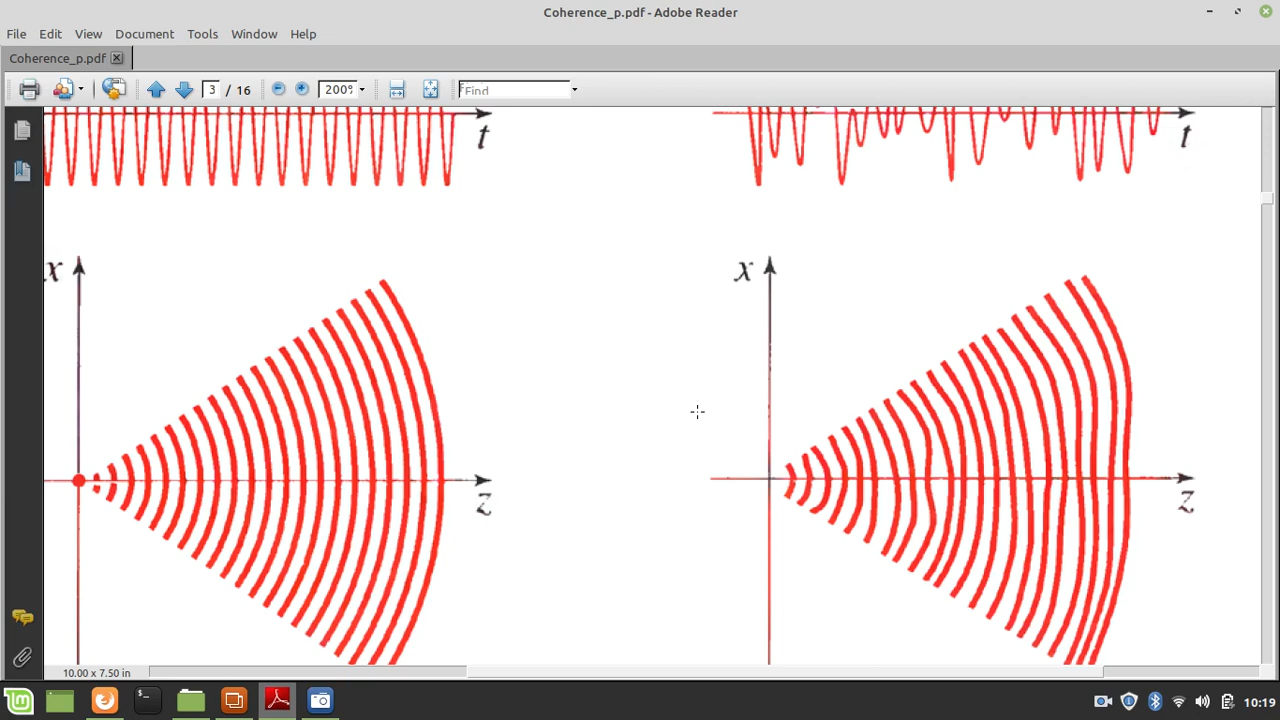 Coherence_p.pdf - Adobe Reader
File Edit View Document Tools Window Help
Coherence_p.pdf
3 / 16 200% Find
t t
x x
z z
10.00 x 7.50 in
10:19